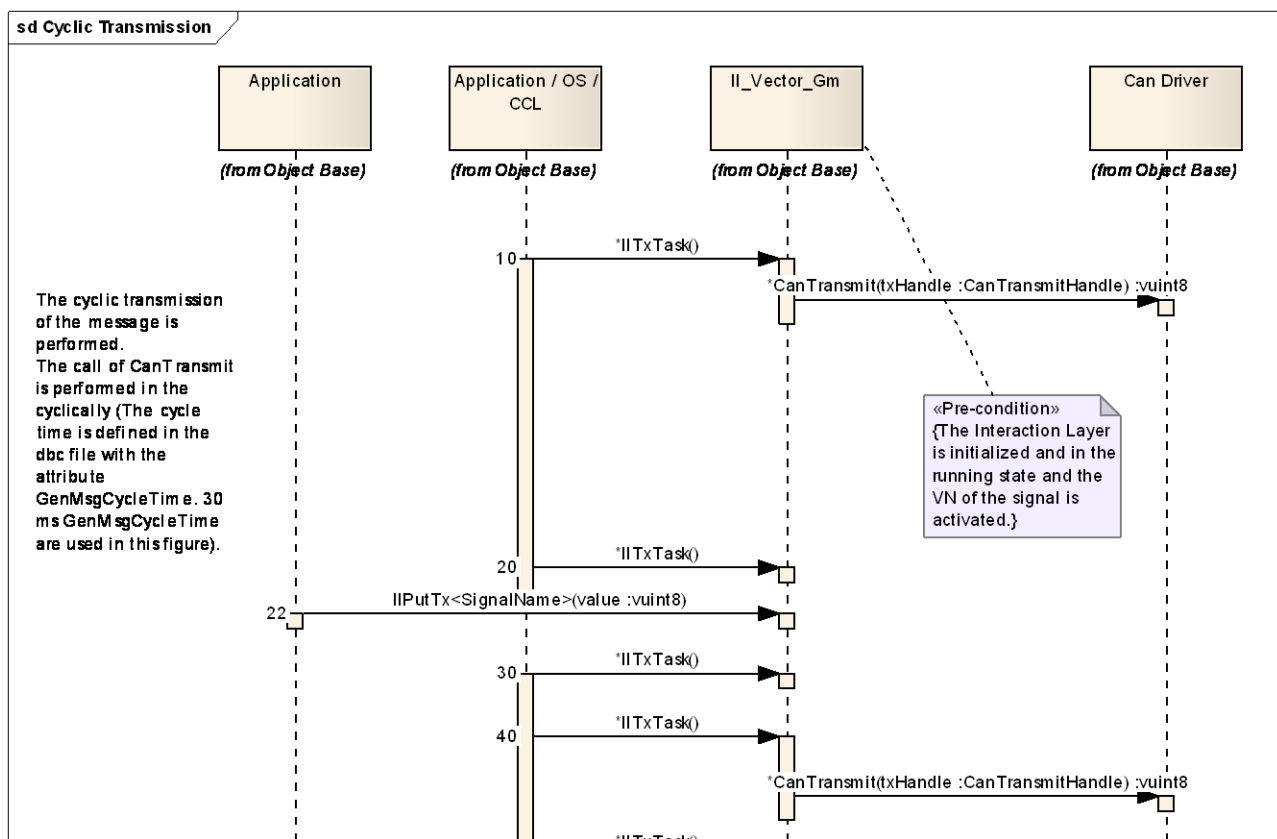 sd Cyclic Transmission
Application
Application / OS /
CCL
Il_Vector_Gm
Can Driver
(from Object Base)
(from Object Base)
(from Object Base)
(from Object Base)
*IlTxTask()
10
*CanTransmit(txHandle :CanTransmitHandle) :vuint8
The cyclic transmission
of the message is
performed.
The call of CanTransmit
is performed in the
cyclically (The cycle
time is defined in the
dbc file with the
attribute
GenMsgCycleTime. 30
ms GenMsgCycleTime
are used in this figure).
«Pre-condition»
{The Interaction Layer
is initialized and in the
running state and the
VN of the signal is
activated.}
*IlTxTask()
20
IlPutTx<SignalName>(value :vuint8)
22
*IlTxTask()
30
*IlTxTask()
40
*CanTransmit(txHandle :CanTransmitHandle) :vuint8
*IlTxTask()